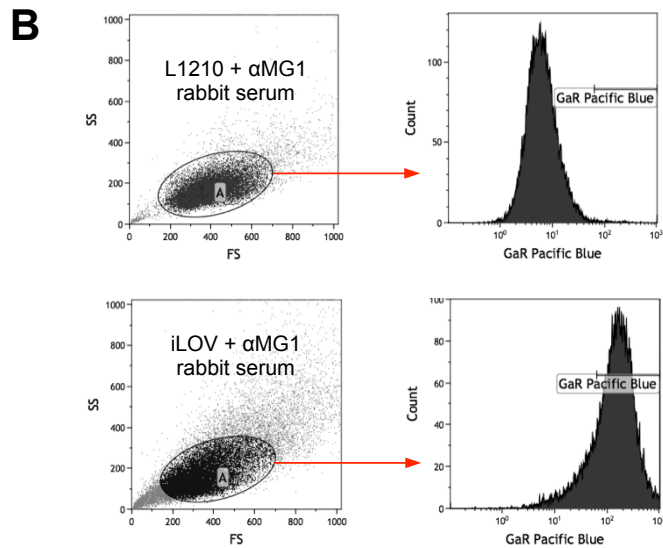 B
L1210 + αMG1
rabbit serum
SS
1000
800
600
400
200
0
A
0 200 400 600 800 1000
FS
Count
100
50
0
GaR Pacific Blue
10⁰ 10¹ 10² 10³
GaR Pacific Blue
iLOV + αMG1
rabbit serum
SS
1000
800
600
400
200
0
A
0 200 400 600 800 1000
FS
Count
100
80
60
40
20
0
GaR Pacific Blue
10⁰ 10¹ 10² 10
GaR Pacific Blue